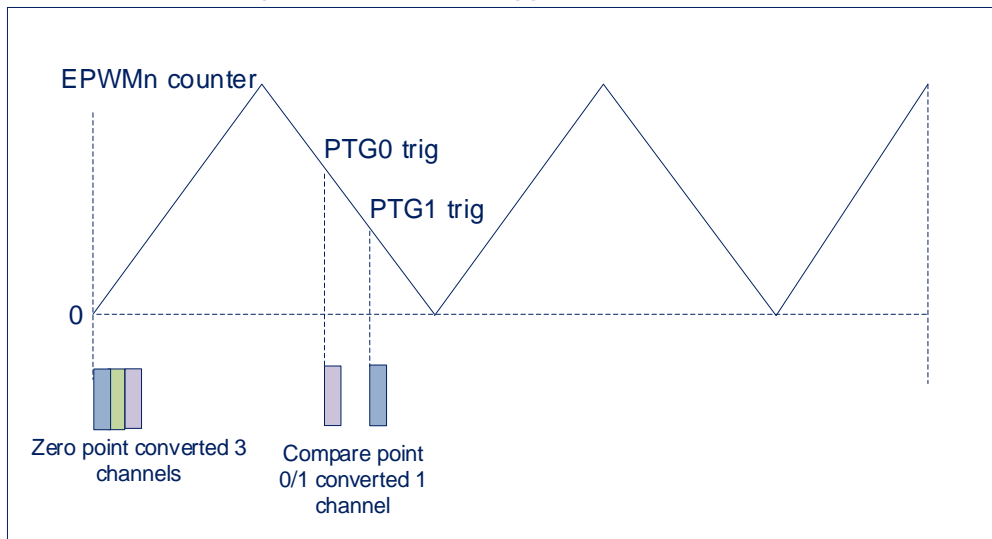 EPWMn counter
PTG0 trig
PTG1 trig
0
Zero point converted 3
channels
Compare point
0/1 converted 1
channel